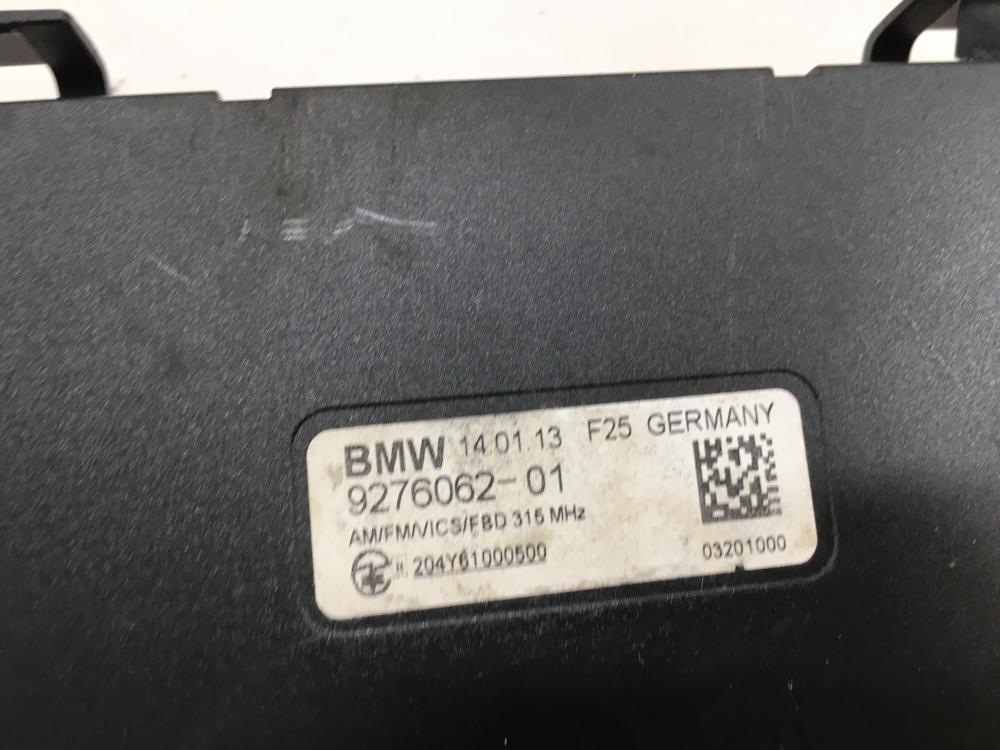 BMW 14.01.13 F25 GERMANY
9276062-01
AM/FM/VICS/FBD 315 MHz
R 204Y61000500
03201000